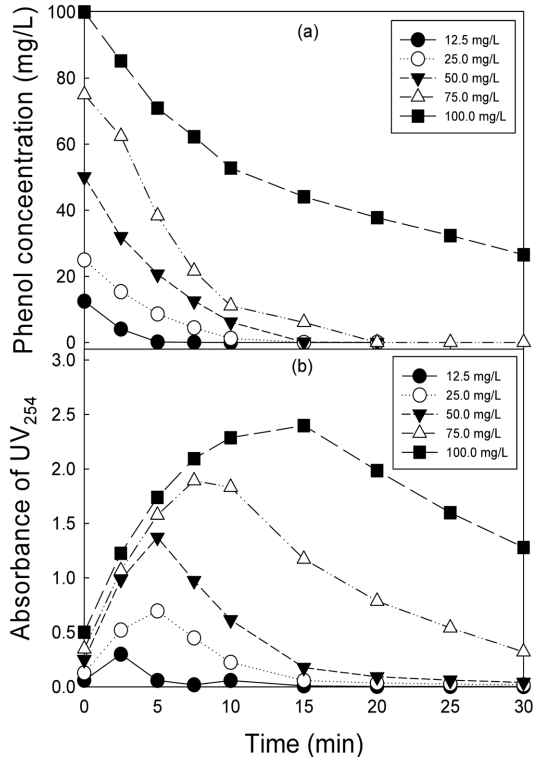 Phenol conceentration (mg/L)
100
80
60
40
20
0
(a)
12.5 mg/L
25.0 mg/L
50.0 mg/L
75.0 mg/L
100.0 mg/L
Absorbance of UV254
3.0
2.5
2.0
1.5
1.0
0.5
0.0
(b)
12.5 mg/L
25.0 mg/L
50.0 mg/L
75.0 mg/L
100.0 mg/L
0 5 10 15 20 25 30
Time (min)